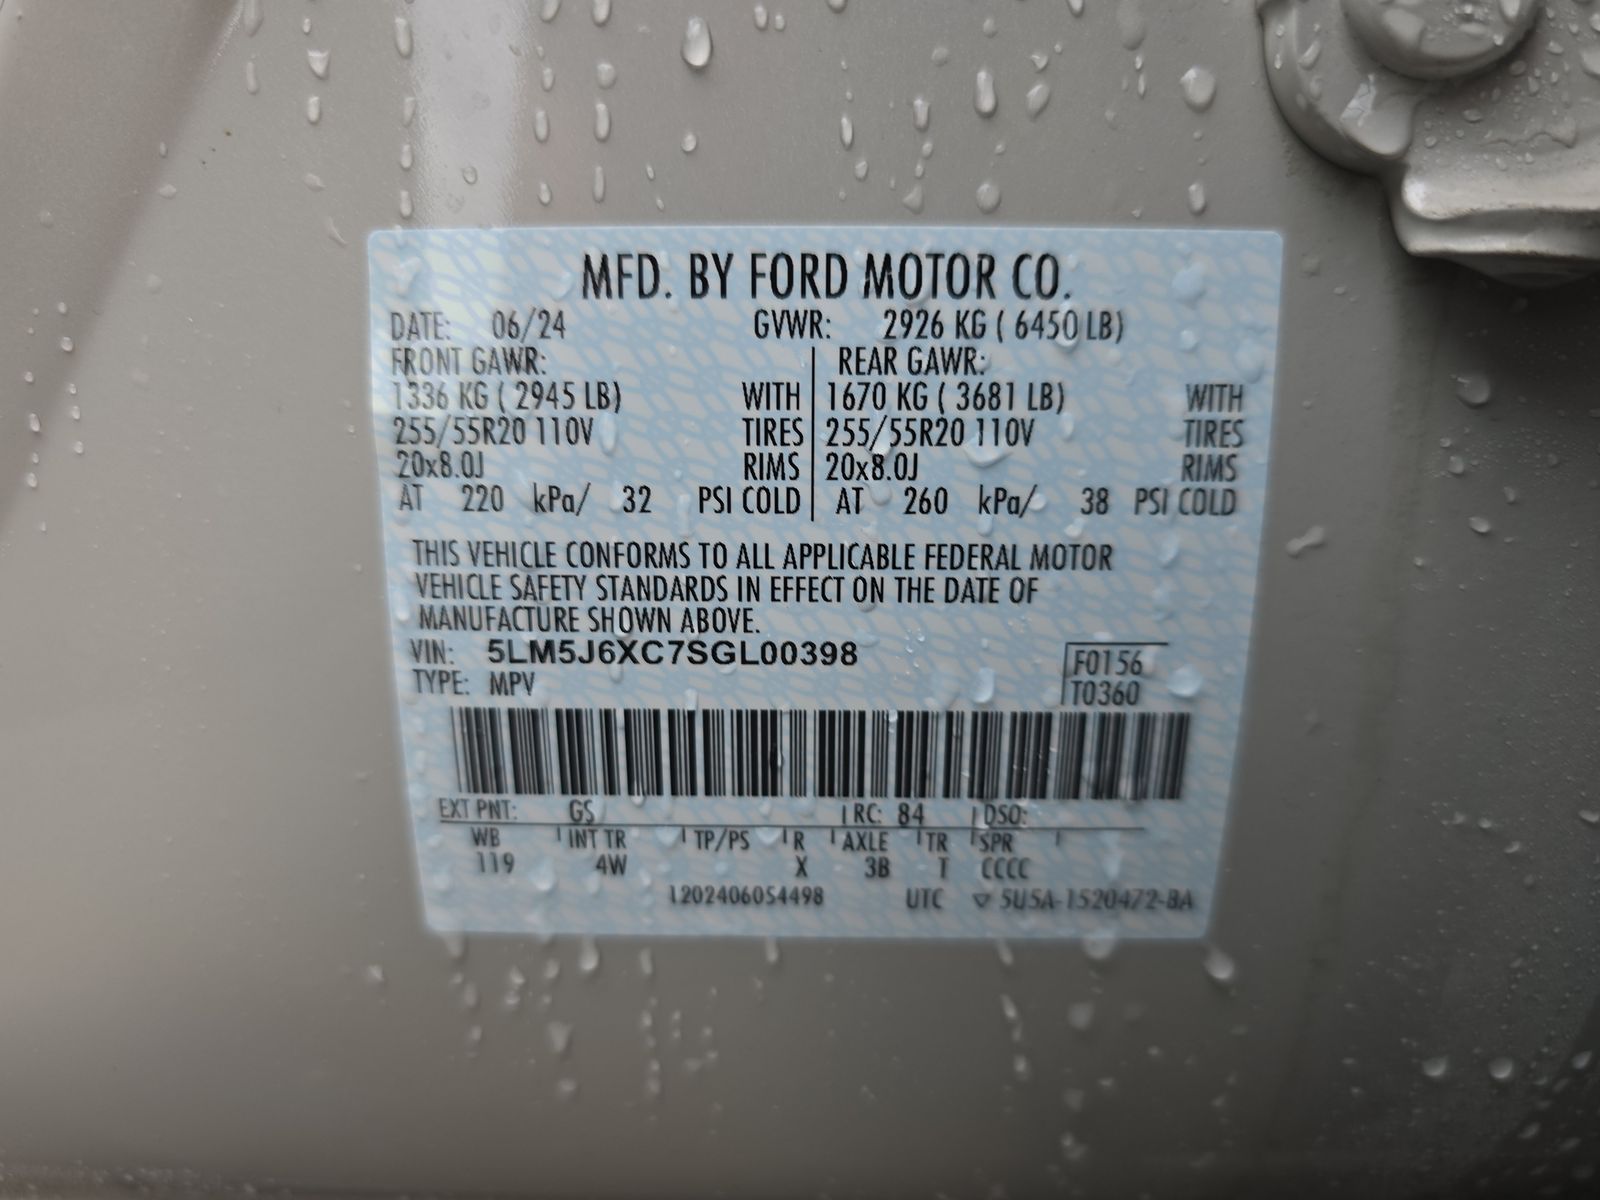 MFD. BY FORD MOTOR CO.
DATE: 06/24 GVWR: 2926 KG ( 6450 LB)
FRONT GAWR: REAR GAWR:
1336 KG ( 2945 LB) WITH 1670 KG ( 3681 LB) WITH
255/55R20 110V TIRES 255/55R20 110V TIRES
20x8.0J RIMS 20x8.0J RIMS
AT 220 kPa/ 32 PSI COLD AT 260 kPa/ 38 PSI COLD
THIS VEHICLE CONFORMS TO ALL APPLICABLE FEDERAL MOTOR
VEHICLE SAFETY STANDARDS IN EFFECT ON THE DATE OF
MANUFACTURE SHOWN ABOVE.
VIN: 5LM5J6XC7SGL00398 F0156
TYPE: MPV T0360
EXT PNT: GS RC: 84 DSO:
WB INT TR TP/PS R AXLE TR SPR
119 4W X 3B T CCCC
1202406054498 UTC ▽ 5U5A-1520472-BA